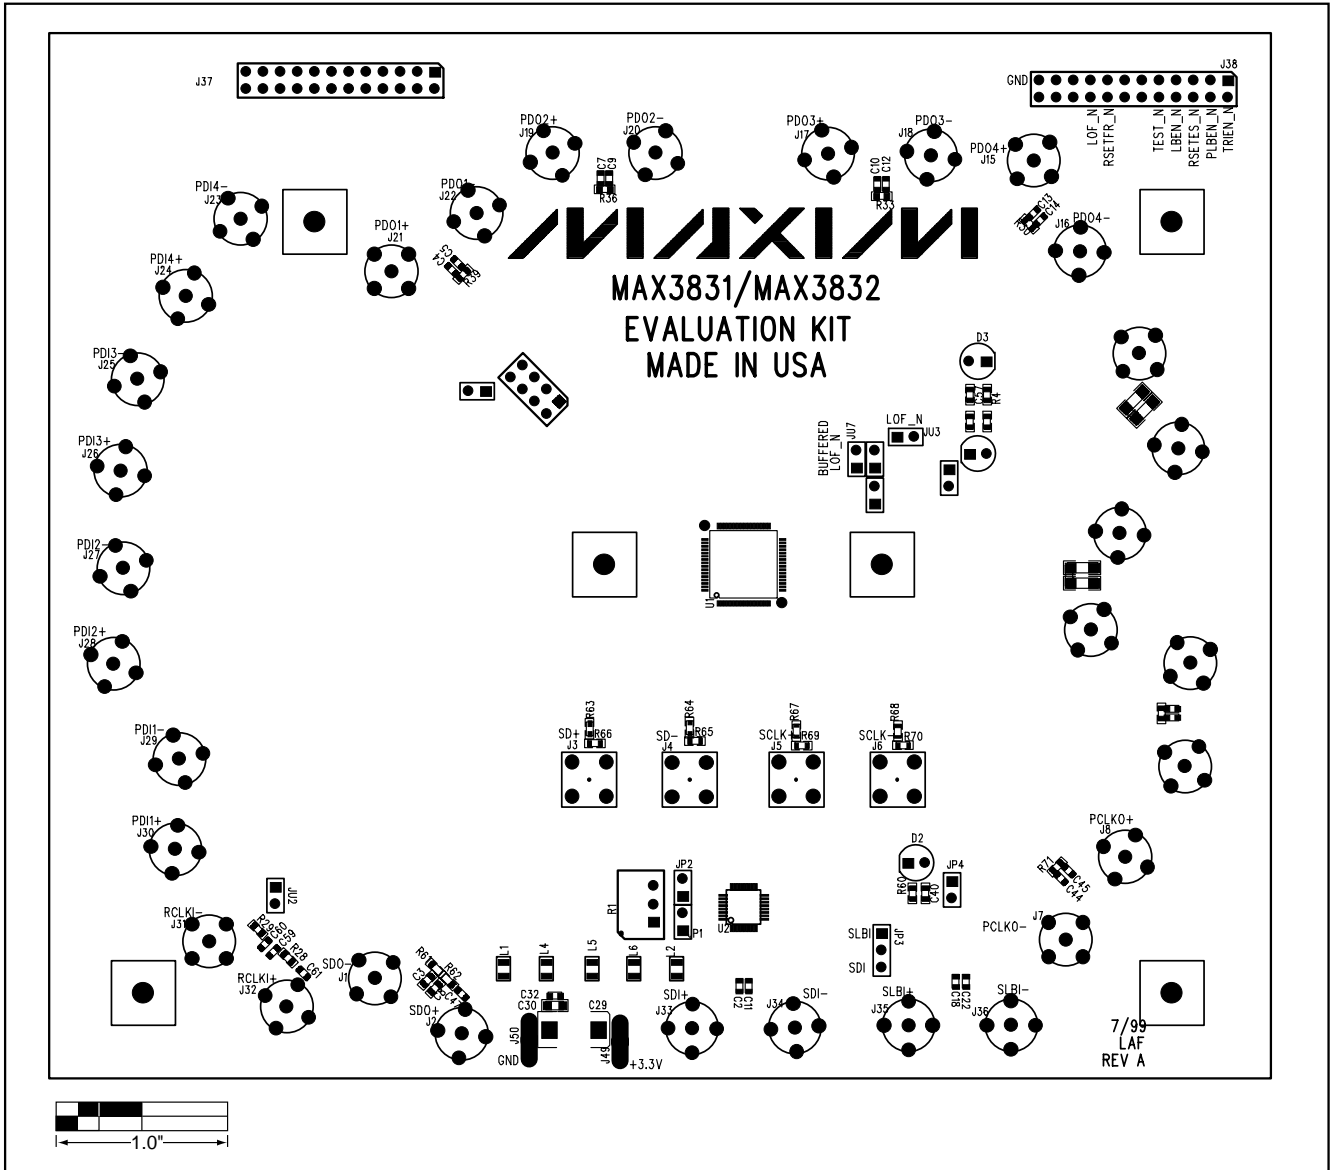 J37
J38
GND
LOF_N
RSETFR_N
TEST_N
LBEN_N
RSETES_N
PLBEN_N
TRIEN_N
PDO2+
J19
PDO2-
J20
C7
C9
R36
PDO3+
J17
PDO3-
J18
C10
C12
R33
PDO4+
J15
C13
C14
J16
PDO4-
PDI4-
J23
PDO1-
J22
PDO1+
J21
C5
C4
R39
MAXIM
MAX3831/MAX3832
EVALUATION KIT
MADE IN USA
PDI4+
J24
PDI3-
J25
D3
C57
R4
BUFFERED
LOF_N
JU7
LOF_N
JU3
PDI3+
J26
PDI2-
J27
U1
PDI2+
J28
PDI1-
J29
SD+
J3
R63
R66
SD-
J4
R64
R65
SCLK+
J5
R67
R69
SCLK-
J6
R68
R70
PDI1+
J30
PCLKO+
J8
D2
R60
C40
JP4
R71
C45
C44
JU2
R1
JP2
JP1
U2
RCLKI-
J31
R29
R28
C61
PCLKO-
J7
SLBI
JP3
SDI
RCLKI+
J32
SDO-
J1
R61
R62
SDO+
J2
L1
L4
L5
L6
L2
C32
C30
C29
J50
GND
J49
+3.3V
SDI+
J33
C2
C11
SDI-
J34
SLBI+
J35
C18
C22
SLBI-
J36
7/99
LAF
REV A
1.0"